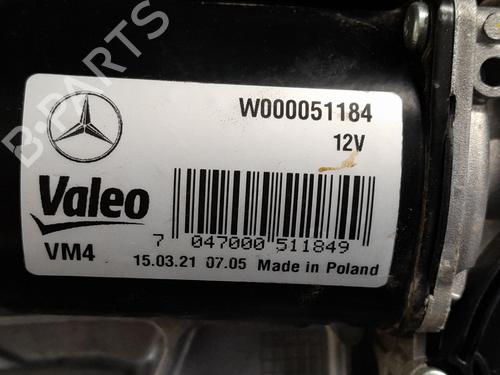 B-PARTS
W000051184
12V
Valeo
VM4
7 047000 511849
15.03.21 07.05 Made in Poland